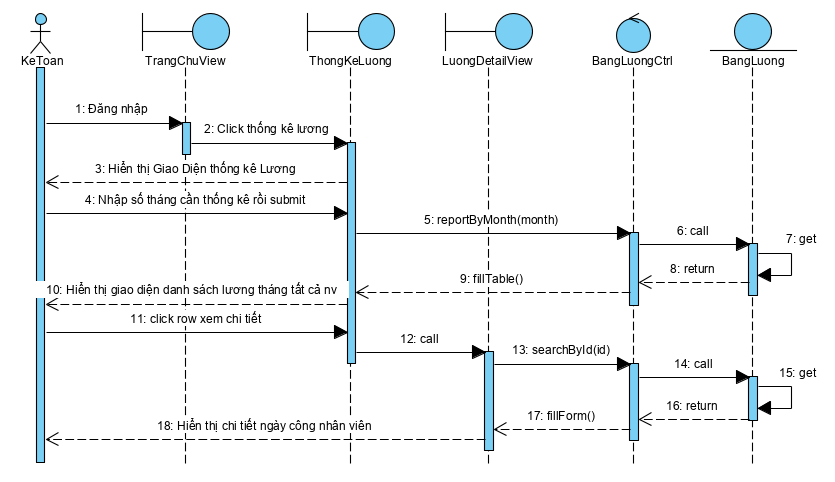 KeToan
TrangChuView
ThongKeLuong
LuongDetailView
BangLuongCtrl
BangLuong
1: Đăng nhập
2: Click thống kê lương
3: Hiển thị Giao Diện thống kê Lương
4: Nhập số tháng cần thống kê rồi submit
5: reportByMonth(month)
6: call
7: get
8: return
9: fillTable()
10: Hiển thị giao diện danh sách lương tháng tất cả nv
11: click row xem chi tiết
12: call
13: searchById(id)
14: call
15: get
16: return
17: fillForm()
18: Hiển thị chi tiết ngày công nhân viên